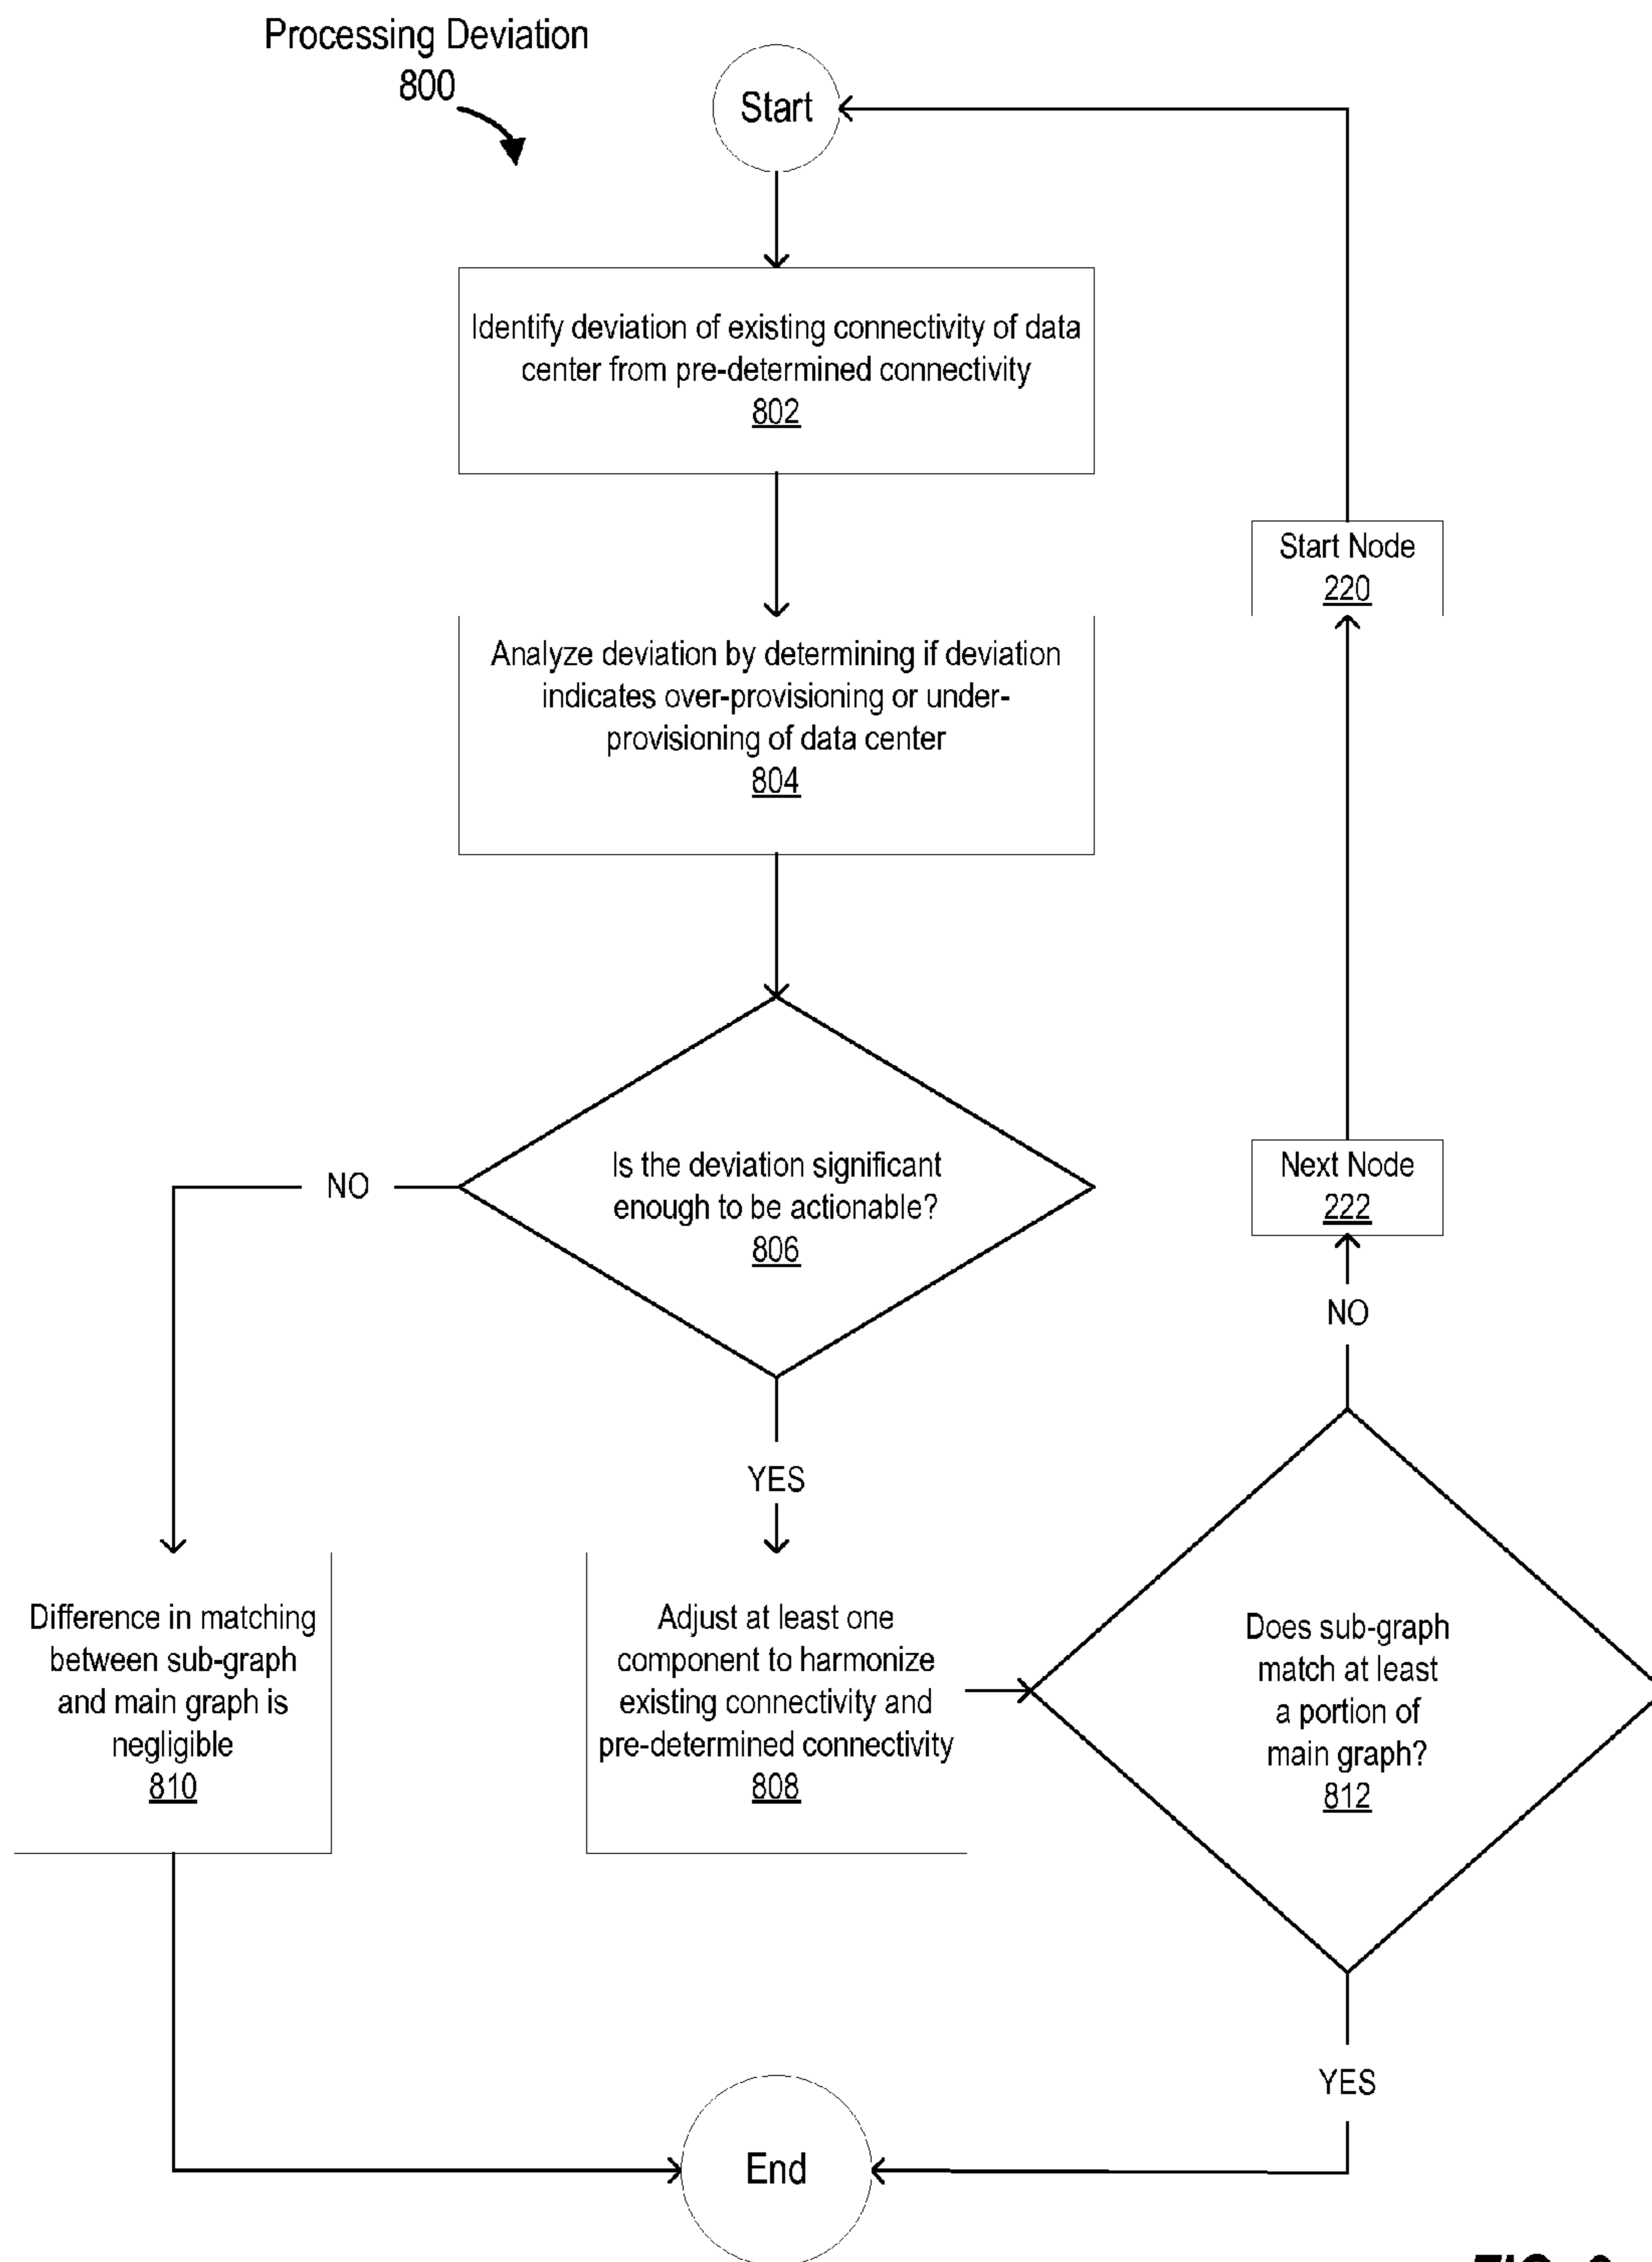 Processing Deviation
800
Start
Identify deviation of existing connectivity of data
center from pre-determined connectivity
802
Start Node
220
Analyze deviation by determining if deviation
indicates over-provisioning or under-
provisioning of data center
804
Is the deviation significant
enough to be actionable?
806
NO
Next Node
222
NO
YES
Difference in matching
between sub-graph
and main graph is
negligible
810
Adjust at least one
component to harmonize
existing connectivity and
pre-determined connectivity
808
Does sub-graph
match at least
a portion of
main graph?
812
YES
End